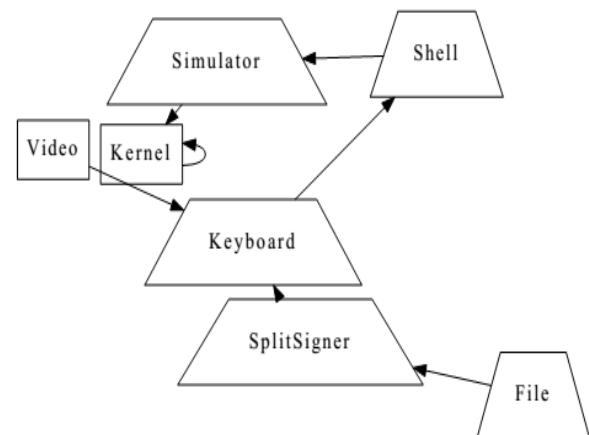 Simulator
Shell
Video
Kernel
Keyboard
SplitSigner
File